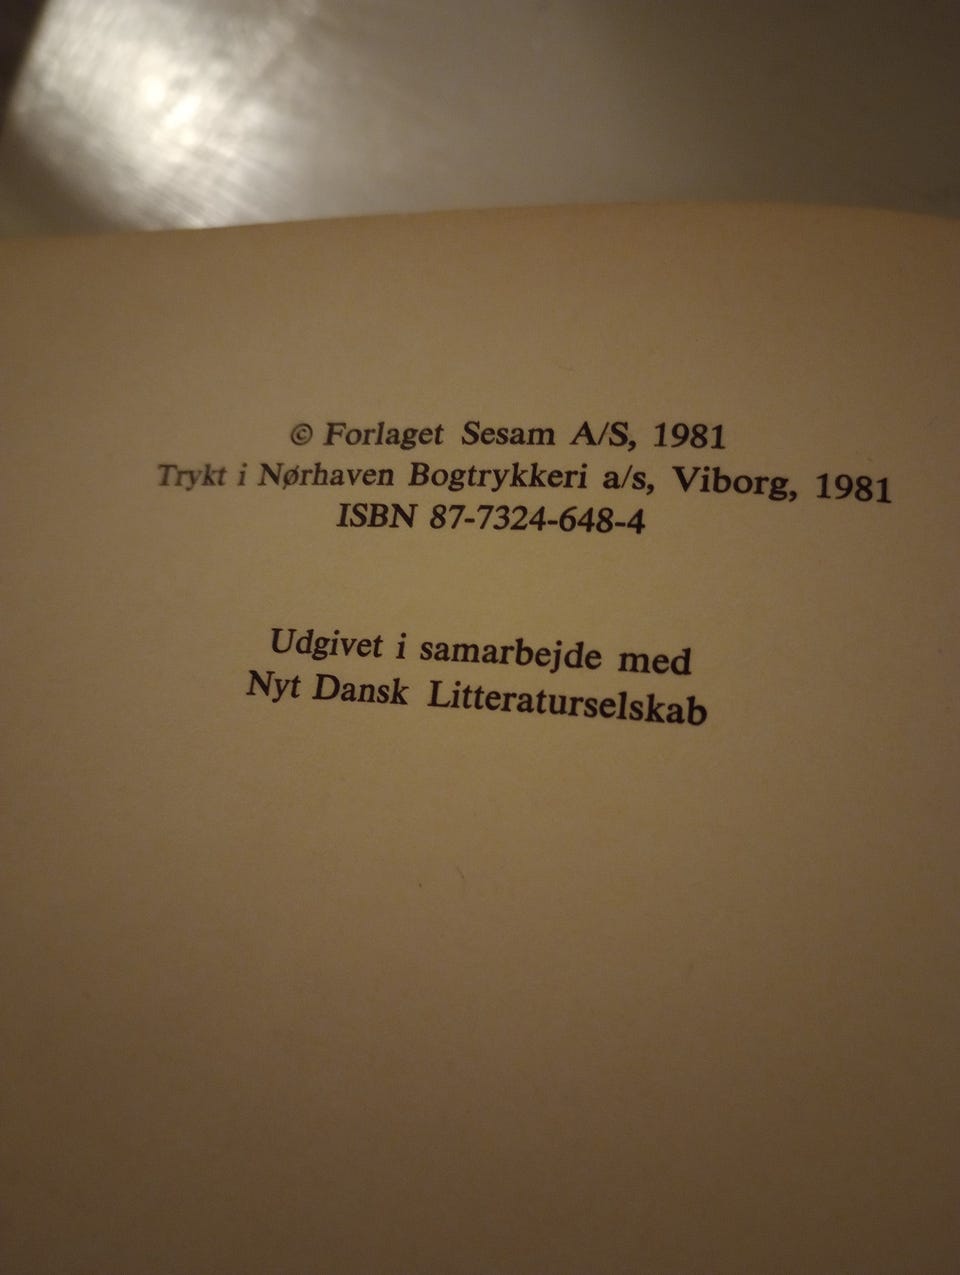 © Forlaget Sesam A/S, 1981
Trykt i Nørhaven Bogtrykkeri a/s, Viborg, 1981
ISBN 87-7324-648-4
Udgivet i samarbejde med
Nyt Dansk Litteraturselskab